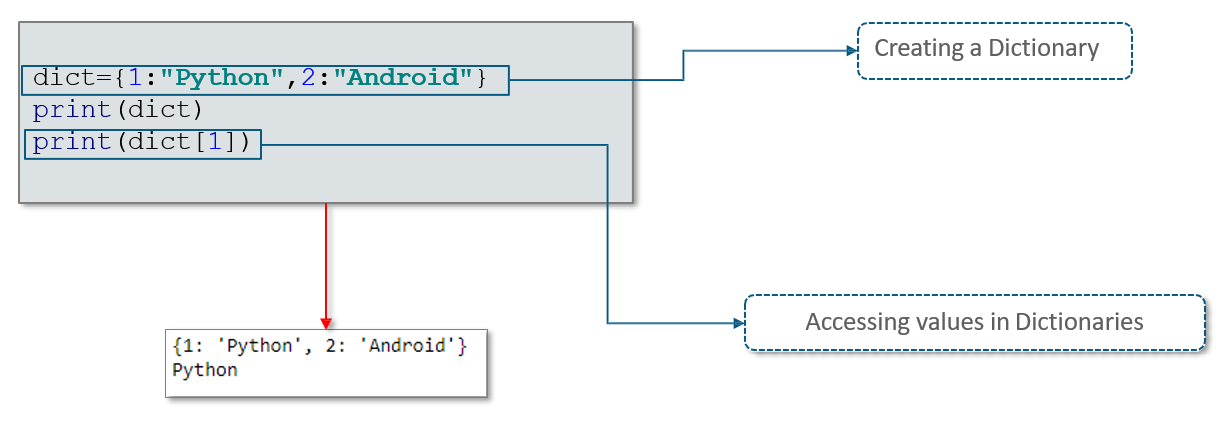 dict={1:"Python",2:"Android"}
print(dict)
print(dict[1])
Creating a Dictionary
Accessing values in Dictionaries
{1: 'Python', 2: 'Android'}
Python